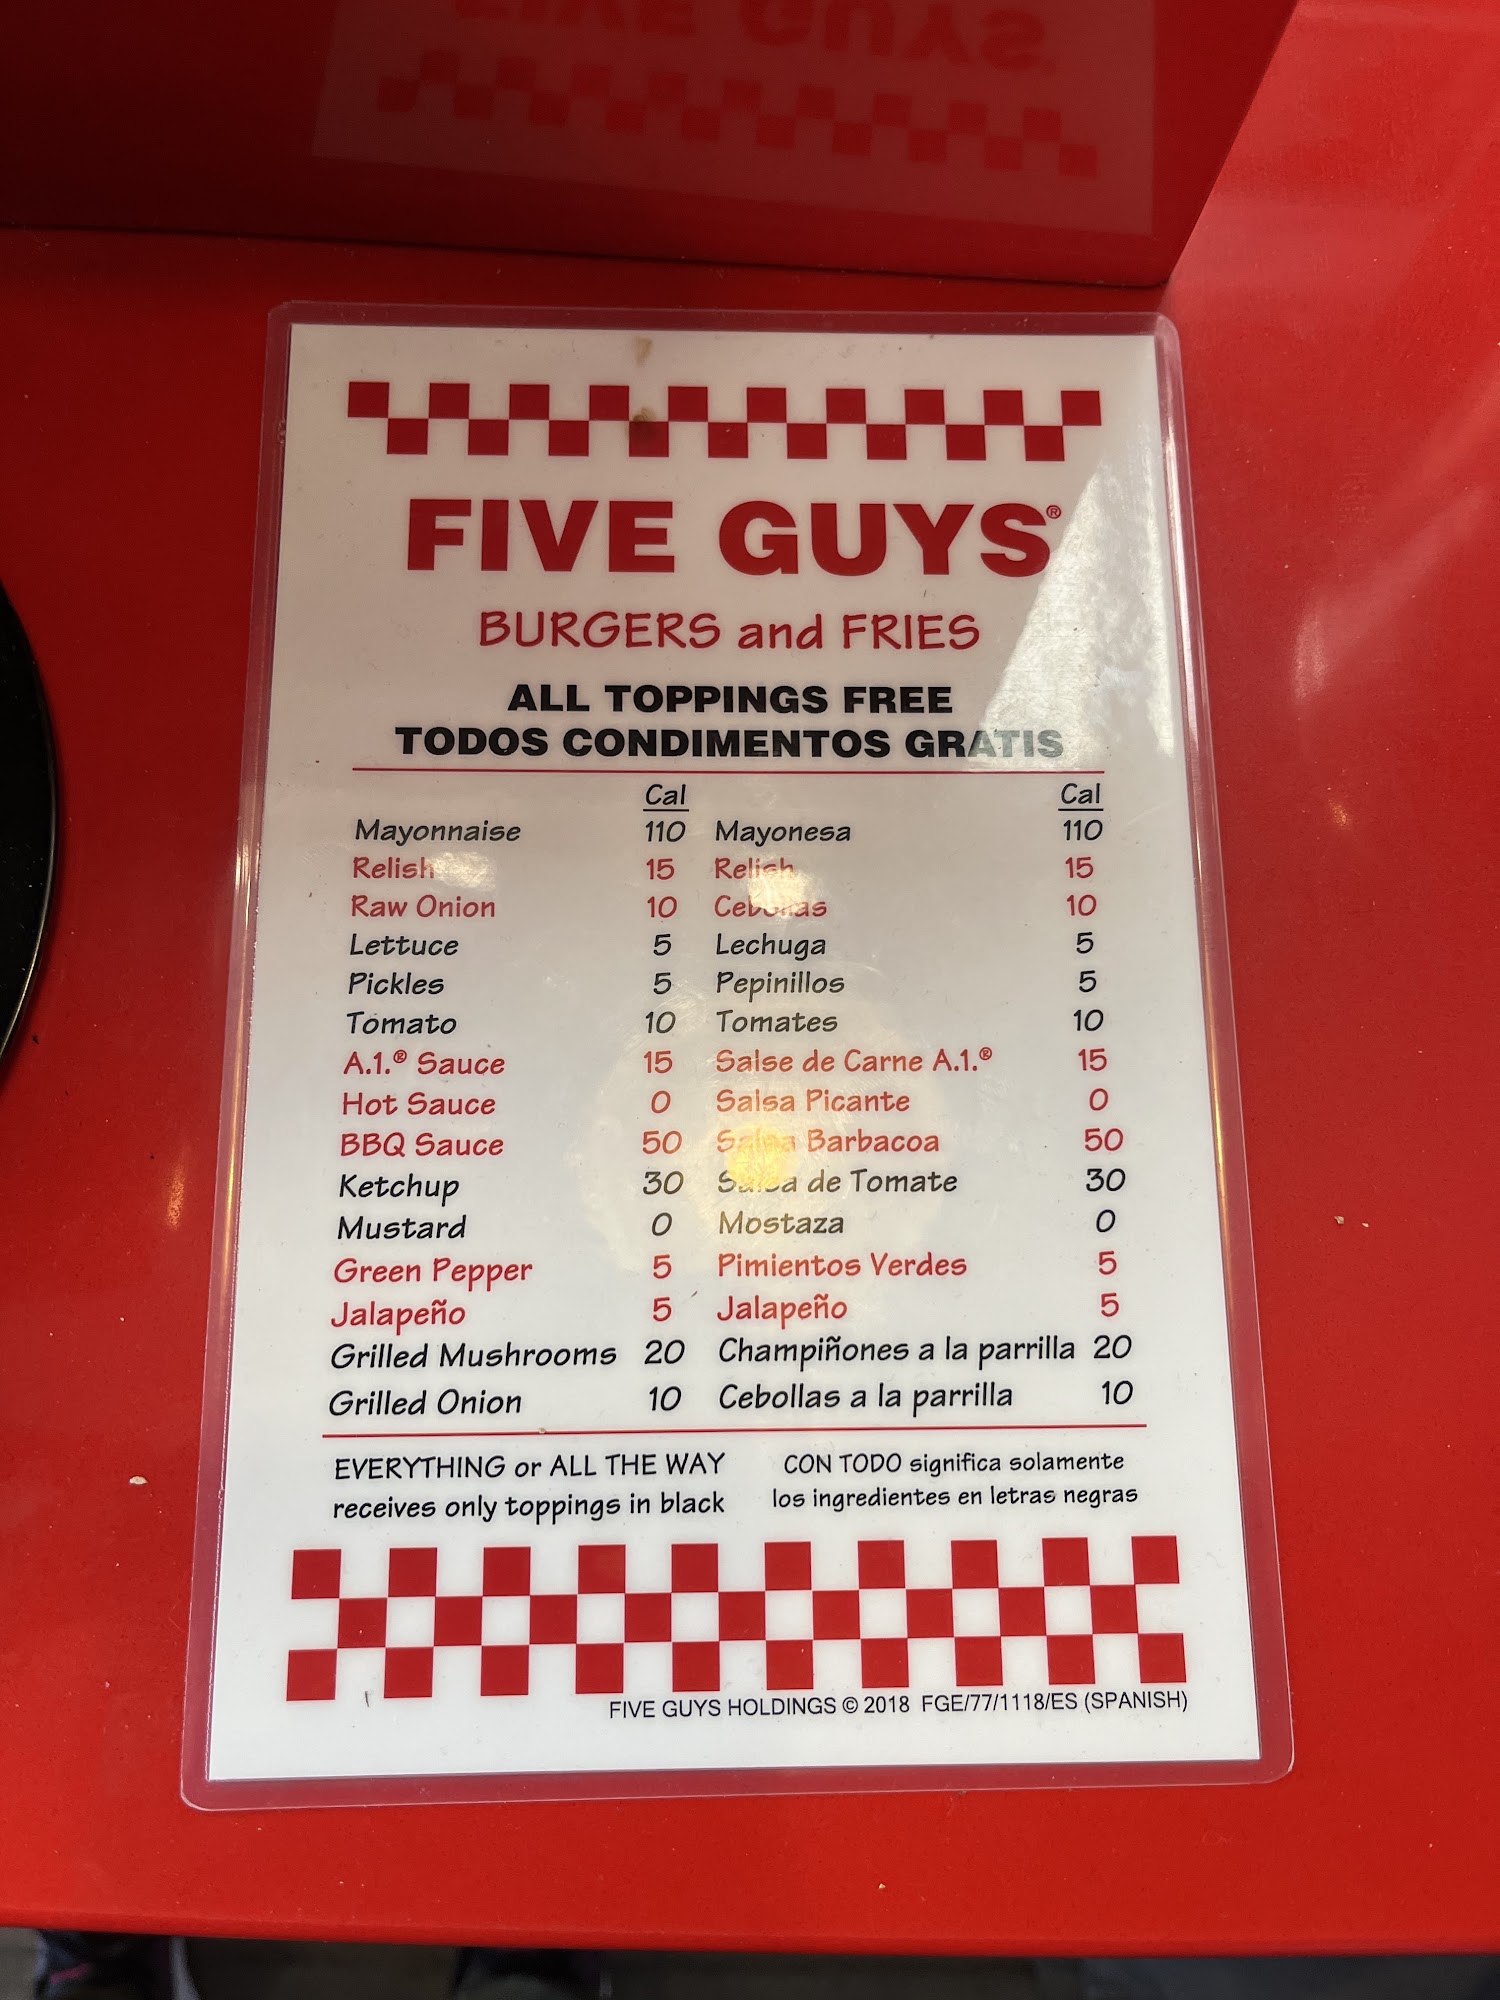 FIVE GUYS®
BURGERS and FRIES
ALL TOPPINGS FREE
TODOS CONDIMENTOS GRATIS
Cal Cal
Mayonnaise 110 Mayonesa 110
Relish 15 Relish 15
Raw Onion 10 Cebollas 10
Lettuce 5 Lechuga 5
Pickles 5 Pepinillos 5
Tomato 10 Tomates 10
A.1.® Sauce 15 Salse de Carne A.1.® 15
Hot Sauce 0 Salsa Picante 0
BBQ Sauce 50 Salsa Barbacoa 50
Ketchup 30 Salsa de Tomate 30
Mustard 0 Mostaza 0
Green Pepper 5 Pimientos Verdes 5
Jalapeño 5 Jalapeño 5
Grilled Mushrooms 20 Champiñones a la parrilla 20
Grilled Onion 10 Cebollas a la parrilla 10
EVERYTHING or ALL THE WAY
receives only toppings in black
CON TODO significa solamente
los ingredientes en letras negras
FIVE GUYS HOLDINGS © 2018 FGE/77/1118/ES (SPANISH)